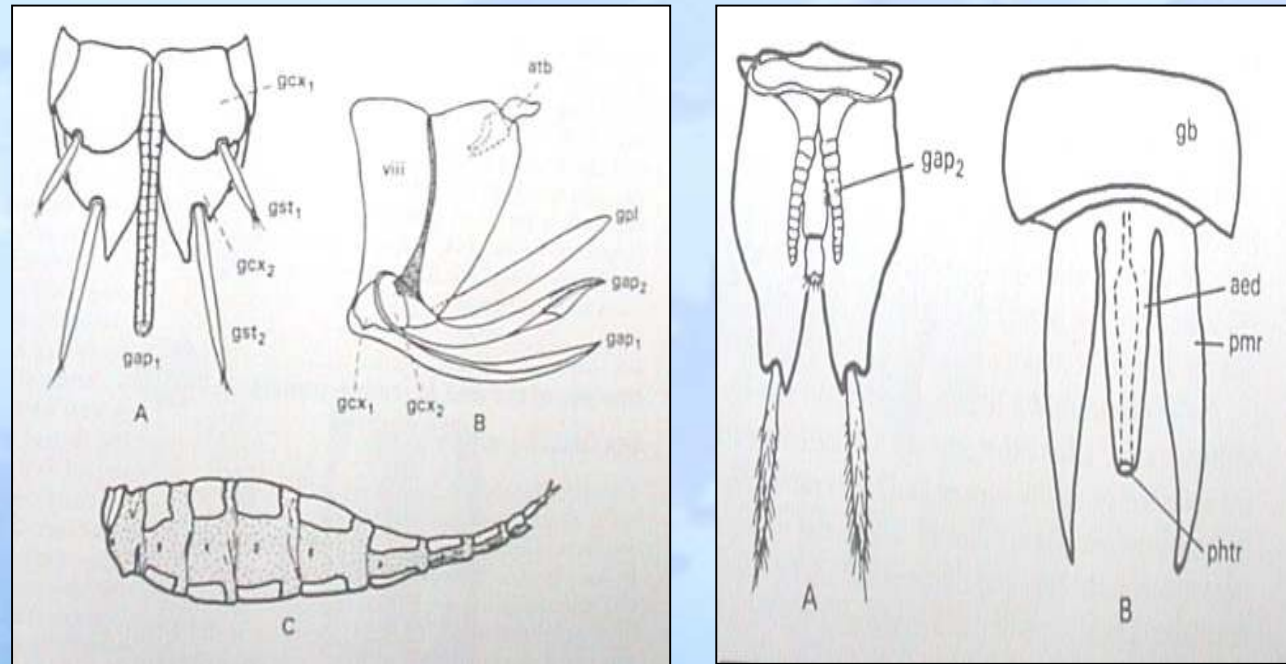 gcx₁
gst₁
gcx₂
gst₂
gap₁
A
atb
viii
gpl
gap₂
gap₁
gcx₁
gcx₂
B
C
gap₂
A
gb
aed
pmr
phtr
B